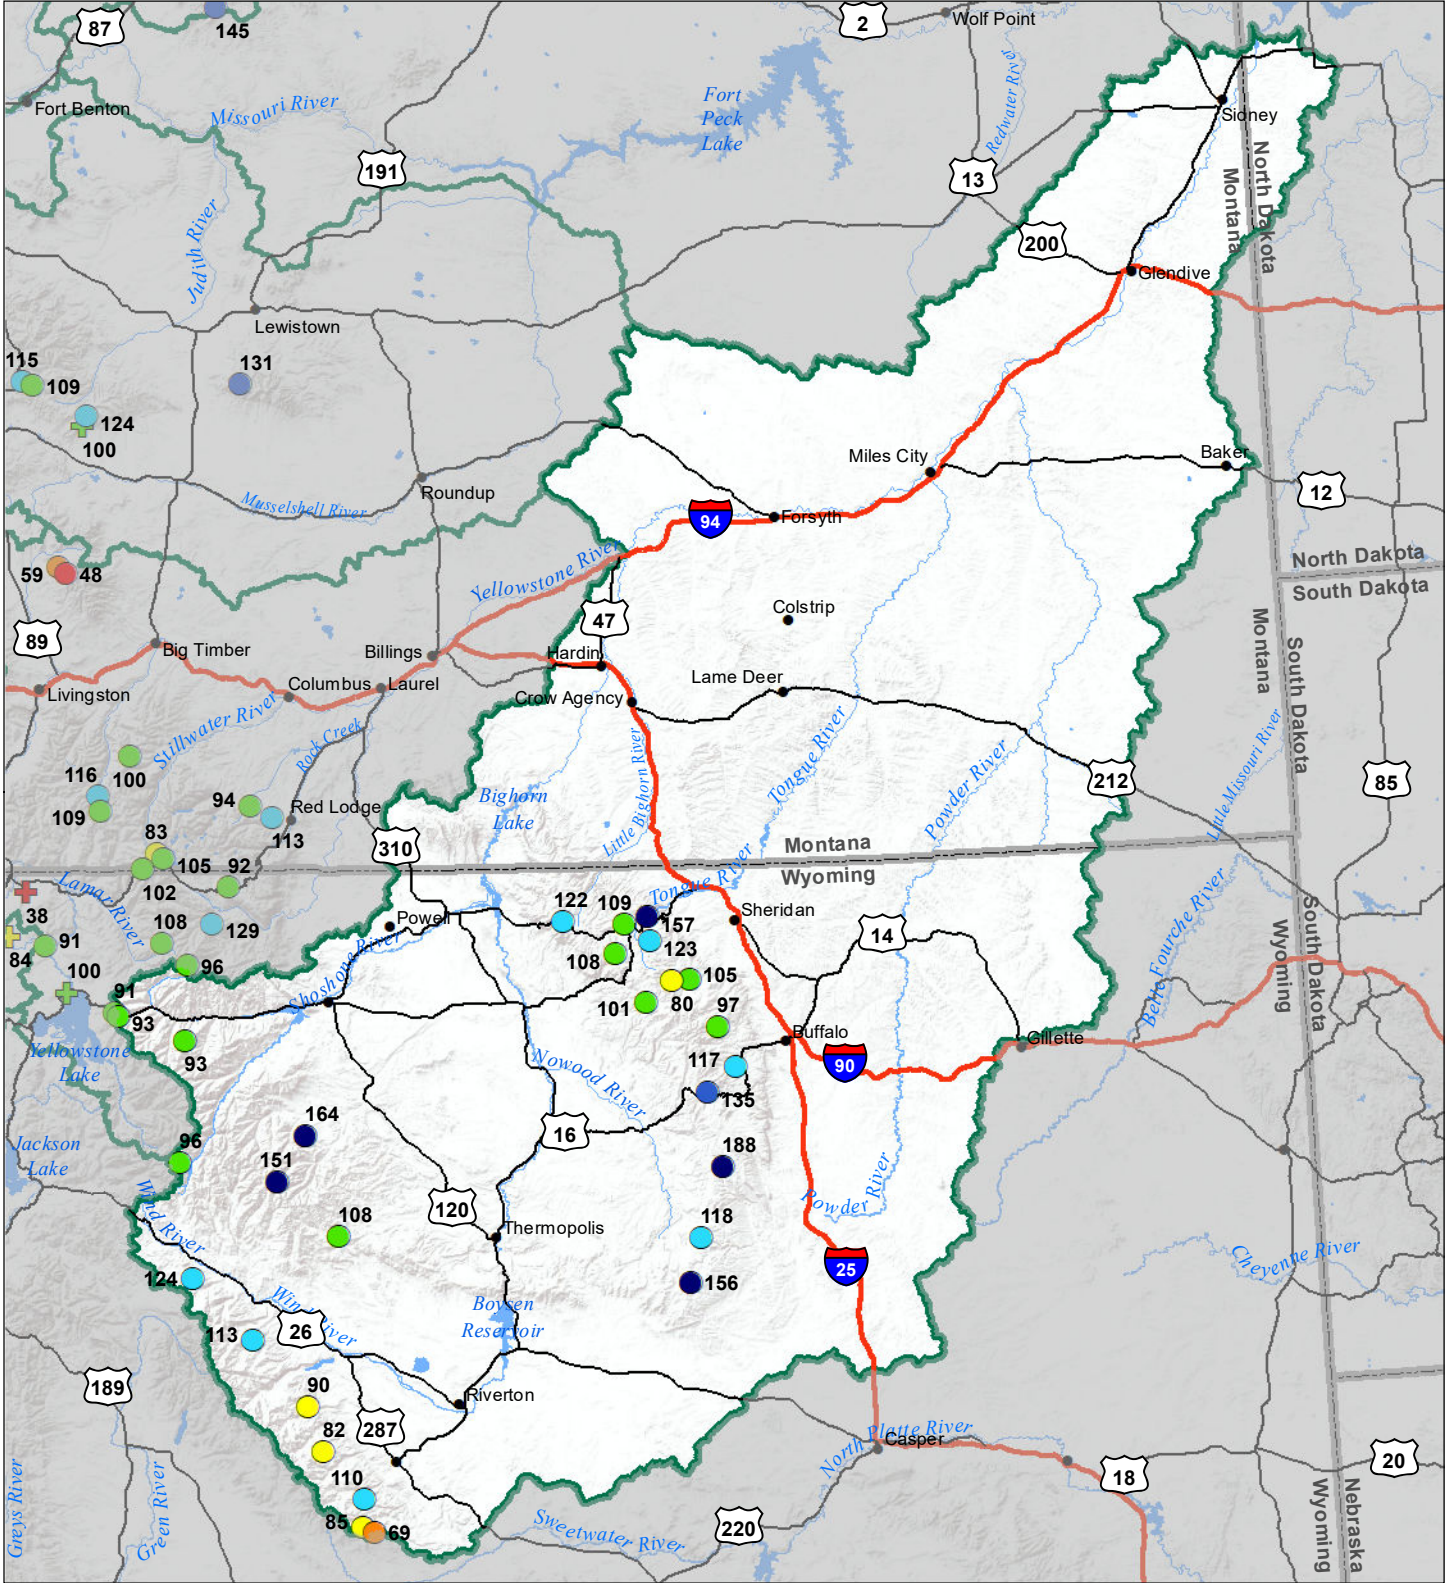 87
145
2
Wolf Point
Fort Benton
Missouri River
Fort
Peck
Lake
Redwater River
Sidney
191
13
North Dakota
Montana
Judith River
200
Glendive
Lewistown
115
109
131
124
100
Miles City
Baker
Roundup
12
Musselshell River
94
Forsyth
59
48
Yellowstone River
North Dakota
South Dakota
89
47
Colstrip
Big Timber
Billings
Hardin
Montana
South Dakota
Livingston
Columbus
Laurel
Lame Deer
Crow Agency
Stillwater River
Rock Creek
Little Bighorn River
Tongue River
Powder River
Little Missouri River
116
100
109
94
113
Red Lodge
Bighorn
Lake
212
85
83
105
102
92
310
Montana
Wyoming
38
Lamar River
108
129
Powell
122
109
157
Tongue River
Sheridan
14
Belle Fourche River
South Dakota
Wyoming
91
84
100
96
Shoshone River
108
123
105
80
101
97
91
93
93
Yellowstone
Lake
Buffalo
Gillette
90
117
135
Nowood River
16
164
151
96
188
Jackson
Lake
Wind River
120
108
Thermopolis
118
Powder River
156
25
Cheyenne River
124
113
Wind River
26
Boysen
Reservoir
189
90
82
287
Riverton
North Platte River
Casper
110
85
69
18
20
220
Sweetwater River
Greys River
Green River
Nebraska
Wyoming